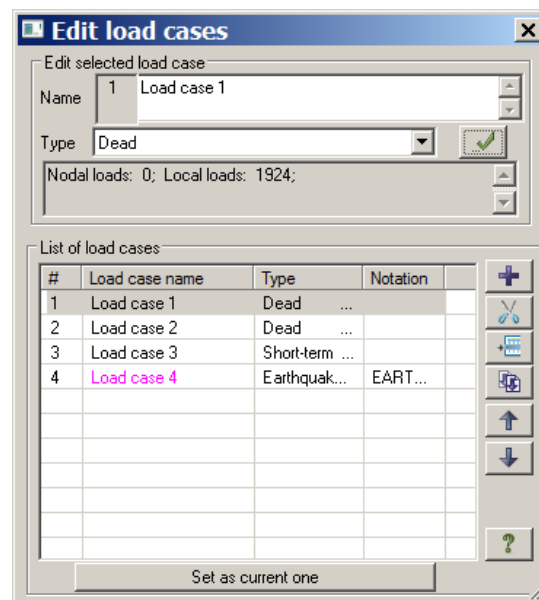 Edit load cases
Edit selected load case
Name 1 Load case 1
Type Dead
Nodal loads: 0; Local loads: 1924;
List of load cases
# Load case name Type Notation
1 Load case 1 Dead ...
2 Load case 2 Dead ...
3 Load case 3 Short-term ...
4 Load case 4 Earthquak... EART...
?
Set as current one